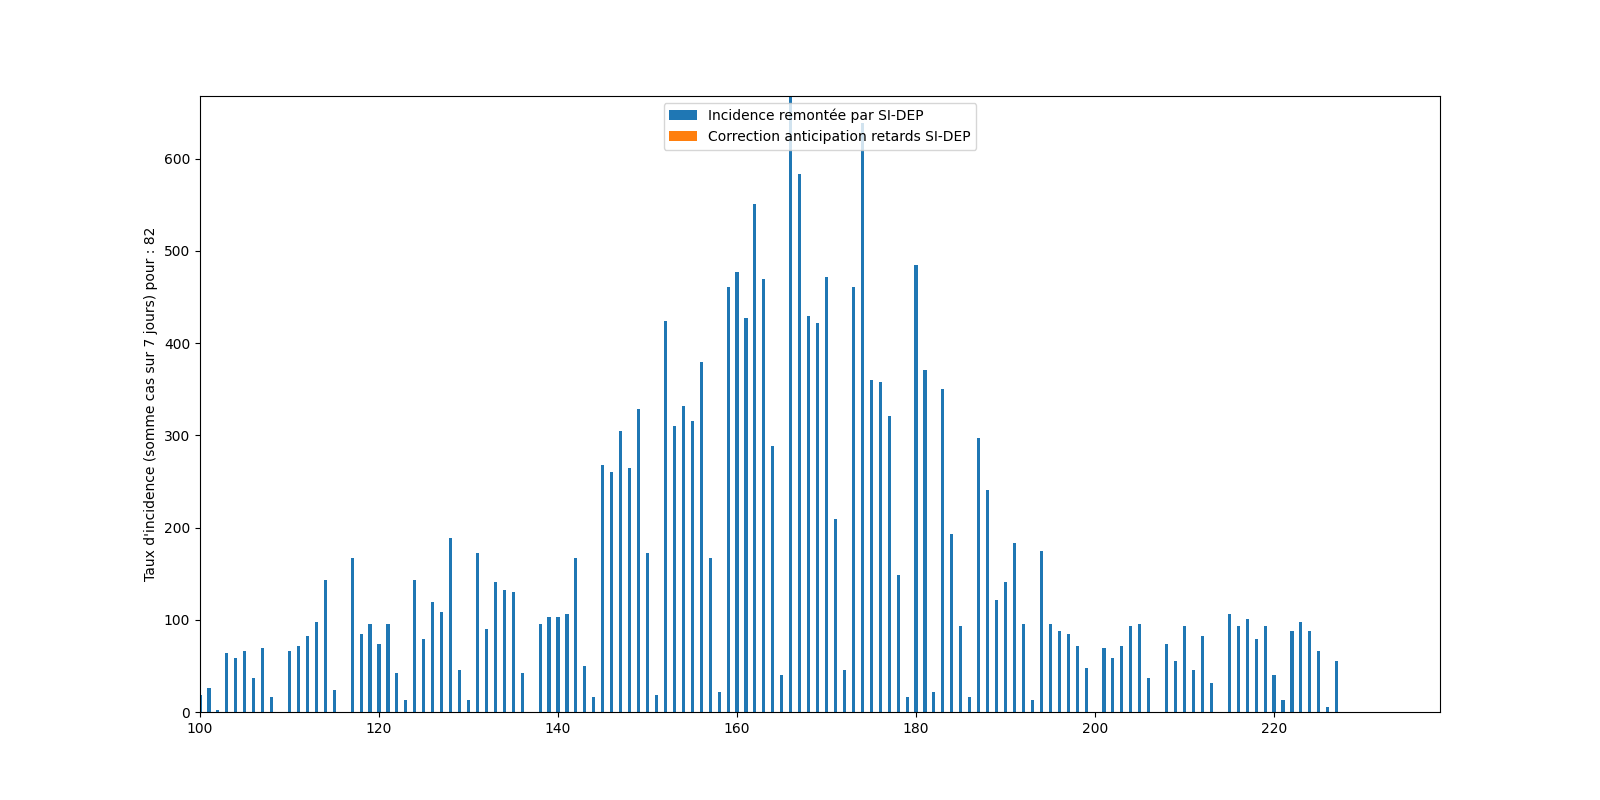 Incidence remontée par SI-DEP
Correction anticipation retards SI-DEP
Taux d'incidence (somme cas sur 7 jours) pour : 82
600
500
400
300
200
100
0
100 120 140 160 180 200 220